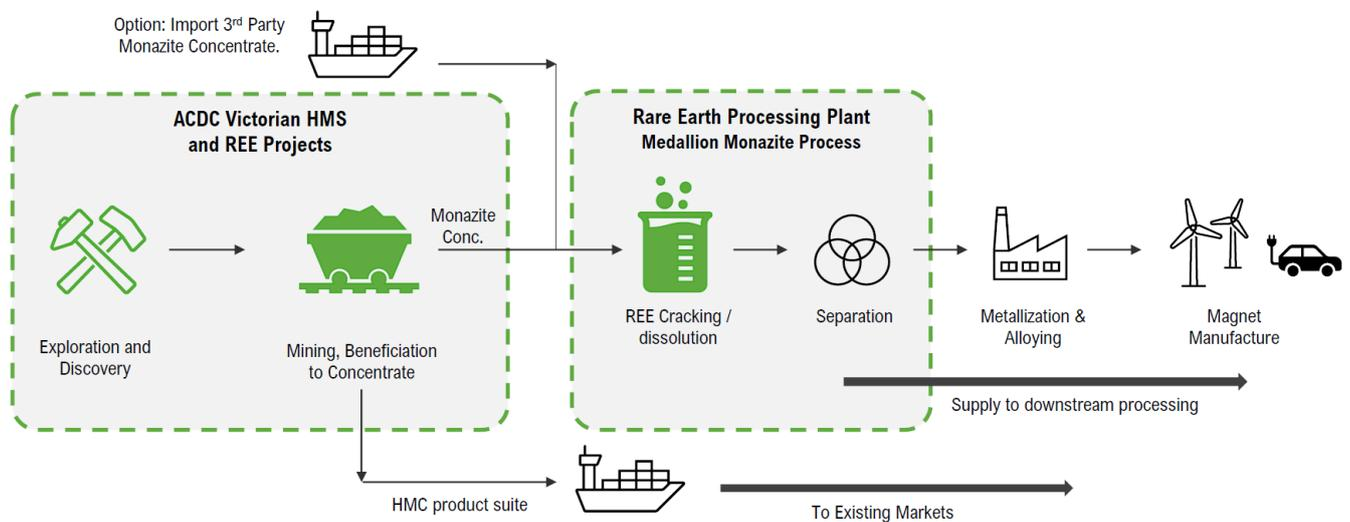 Option: Import 3rd Party
Monazite Concentrate.
ACDC Victorian HMS
and REE Projects
Rare Earth Processing Plant
Medallion Monazite Process
Monazite
Conc.
Exploration and
Discovery
Mining, Beneficiation
to Concentrate
REE Cracking /
dissolution
Separation
Metallization &
Alloying
Magnet
Manufacture
Supply to downstream processing
HMC product suite
To Existing Markets